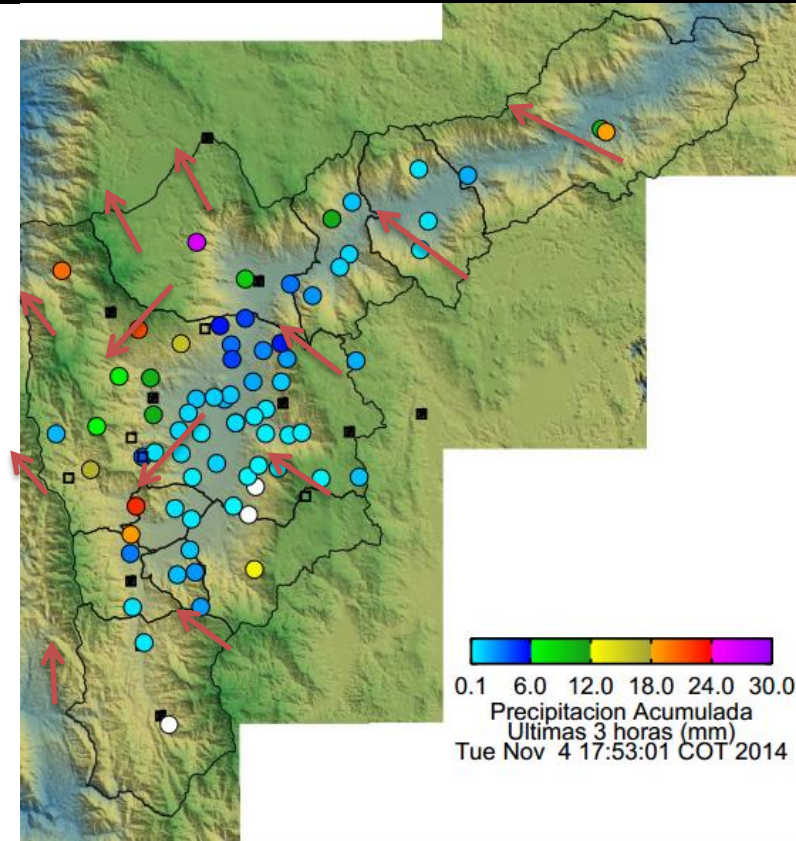 0.1 6.0 12.0 18.0 24.0 30.0
Precipitacion Acumulada
Ultimas 3 horas (mm)
Tue Nov 4 17:53:01 COT 2014